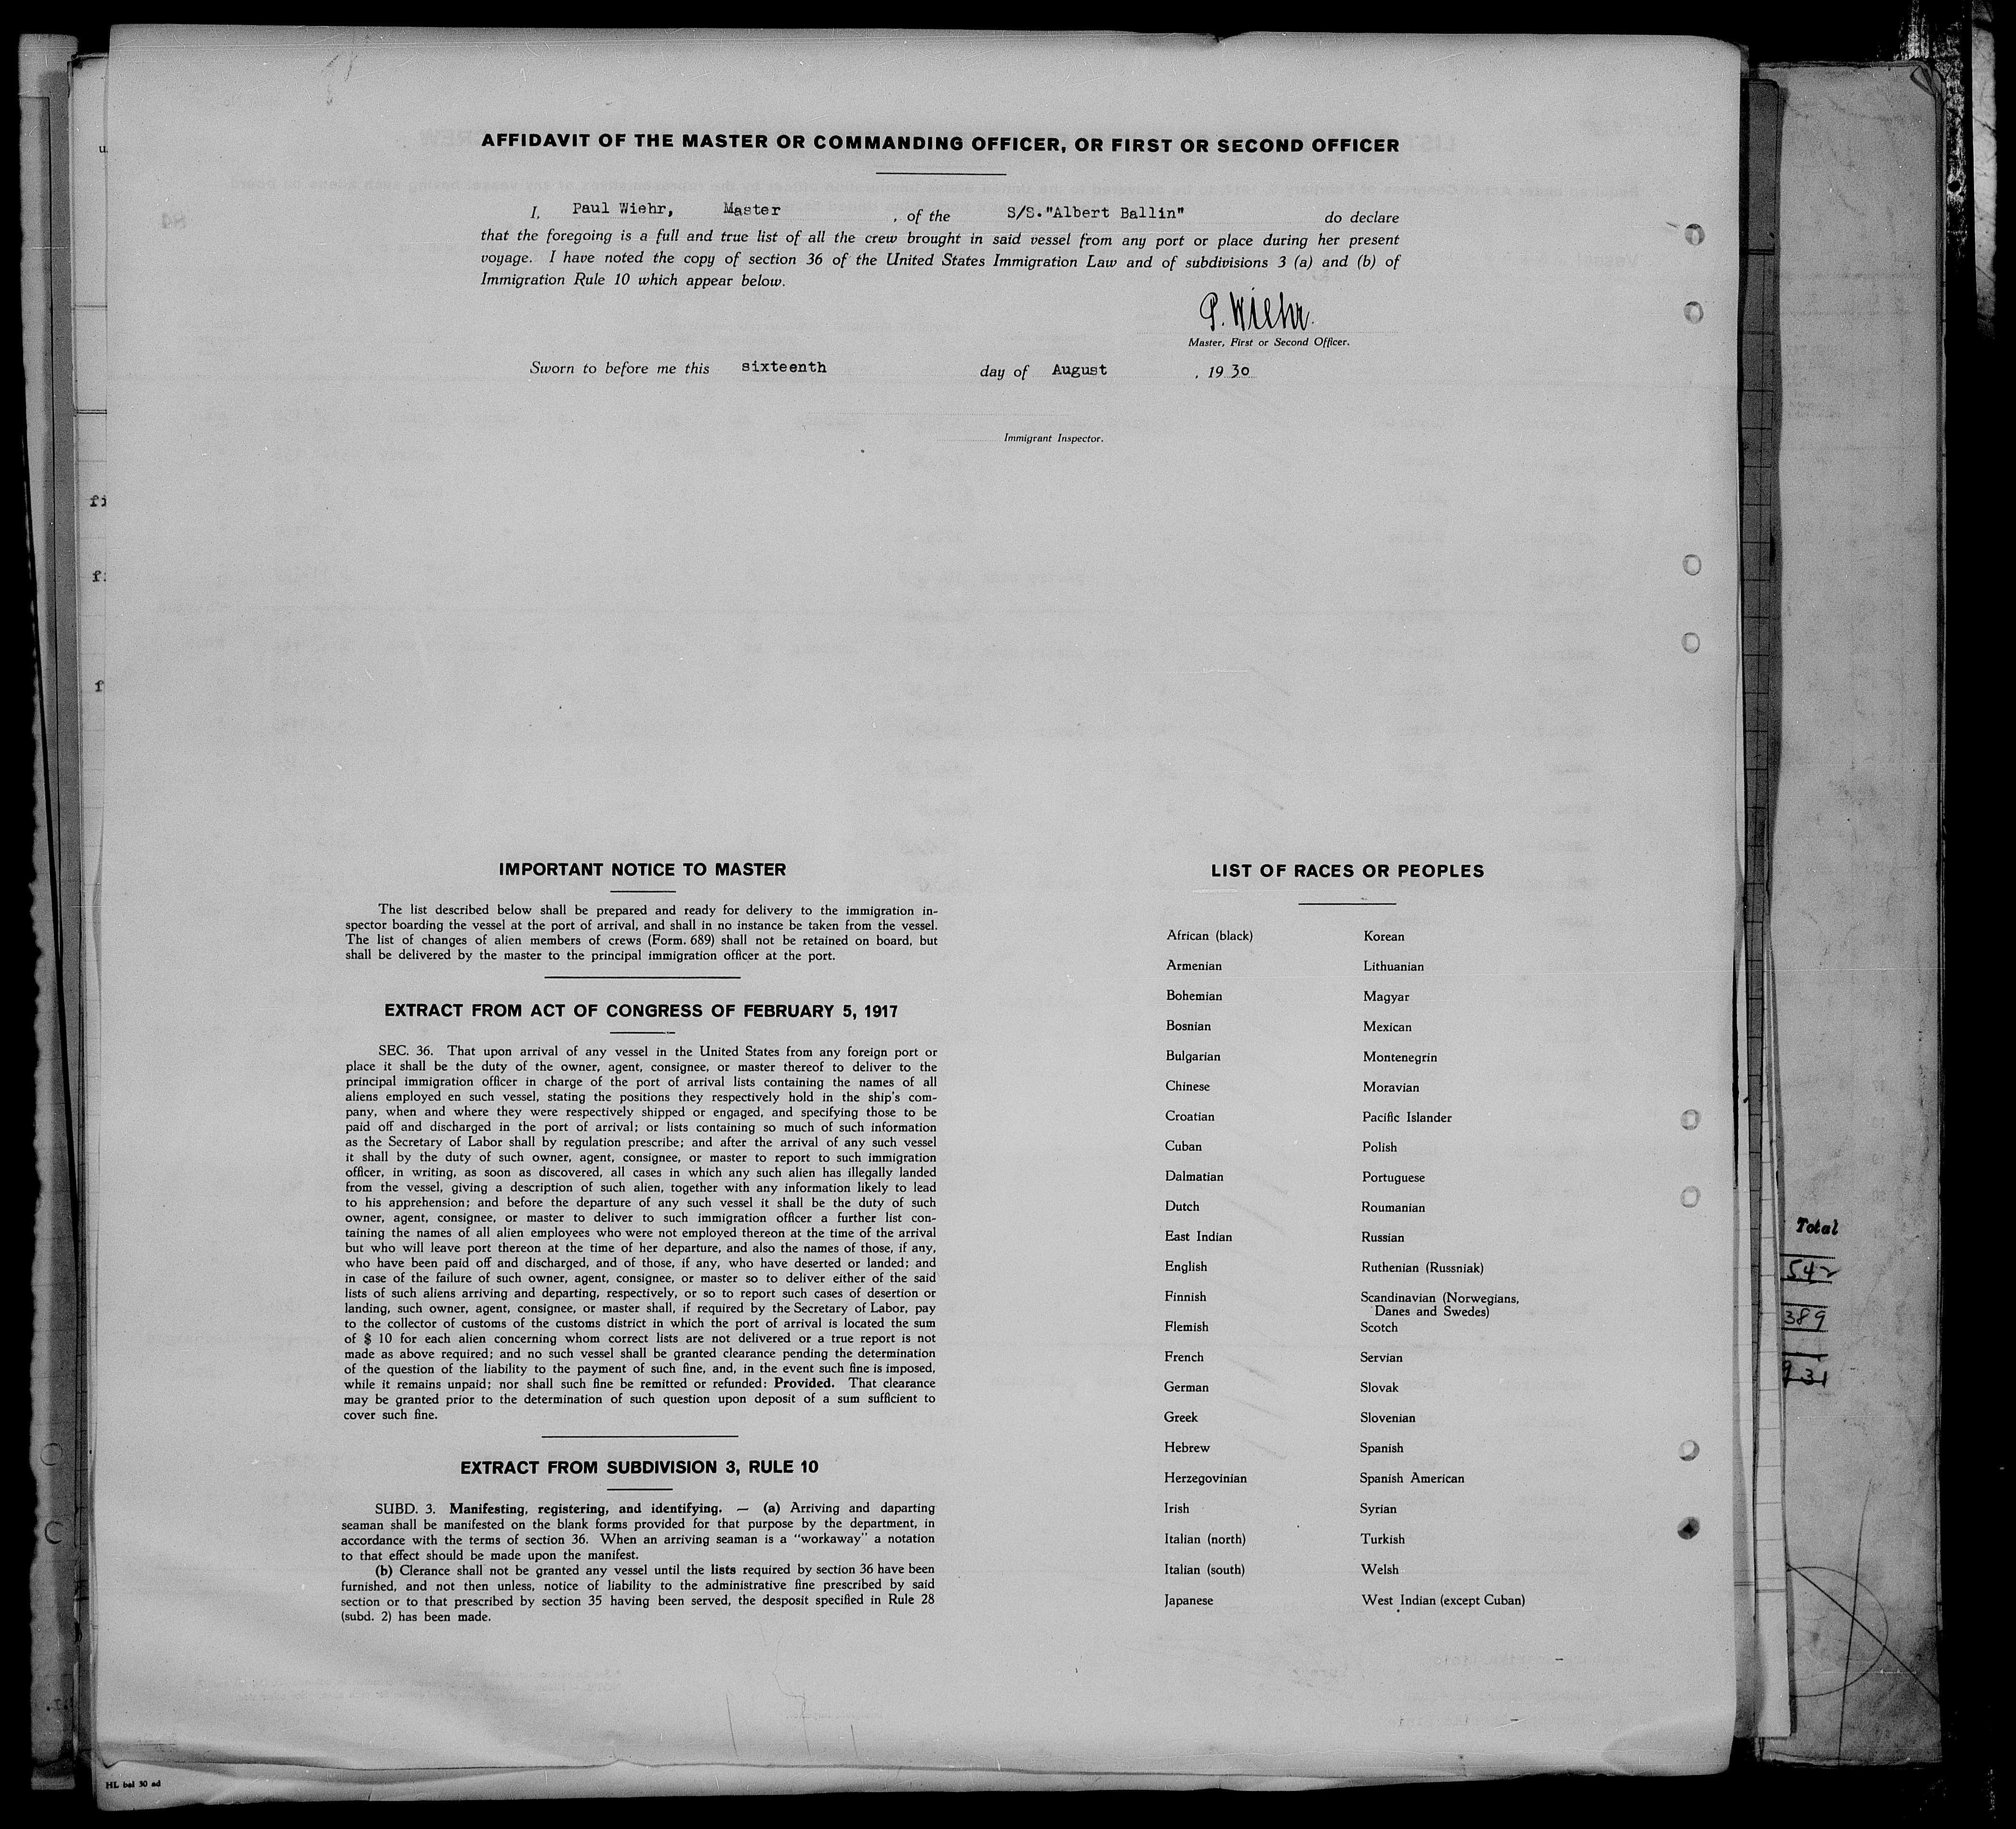 AFFIDAVIT OF THE MASTER OR COMMANDING OFFICER, OR FIRST OR SECOND OFFICER
I, Paul Wiehr, Master , of the S/S."Albert Ballin" do declare
that the foregoing is a full and true list of all the crew brought in said vessel from any port or place during her present
voyage. I have noted the copy of section 36 of the United States Immigration Law and of subdivisions 3 (a) and (b) of
Immigration Rule 10 which appear below.
P. Wiehr.
Master, First or Second Officer.
Sworn to before me this sixteenth day of August , 19 30
Immigrant Inspector.
IMPORTANT NOTICE TO MASTER
The list described below shall be prepared and ready for delivery to the immigration in-
spector boarding the vessel at the port of arrival, and shall in no instance be taken from the vessel.
The list of changes of alien members of crews (Form. 689) shall not be retained on board, but
shall be delivered by the master to the principal immigration officer at the port.
EXTRACT FROM ACT OF CONGRESS OF FEBRUARY 5, 1917
SEC. 36. That upon arrival of any vessel in the United States from any foreign port or
place it shall be the duty of the owner, agent, consignee, or master thereof to deliver to the
principal immigration officer in charge of the port of arrival lists containing the names of all
aliens employed en such vessel, stating the positions they respectively hold in the ship's com-
pany, when and where they were respectively shipped or engaged, and specifying those to be
paid off and discharged in the port of arrival; or lists containing so much of such information
as the Secretary of Labor shall by regulation prescribe; and after the arrival of any such vessel
it shall by the duty of such owner, agent, consignee, or master to report to such immigration
officer, in writing, as soon as discovered, all cases in which any such alien has illegally landed
from the vessel, giving a description of such alien, together with any information likely to lead
to his apprehension; and before the departure of any such vessel it shall be the duty of such
owner, agent, consignee, or master to deliver to such immigration officer a further list con-
taining the names of all alien employees who were not employed thereon at the time of the arrival
but who will leave port thereon at the time of her departure, and also the names of those, if any,
who have been paid off and discharged, and of those, if any, who have deserted or landed; and
in case of the failure of such owner, agent, consignee, or master so to deliver either of the said
lists of such aliens arriving and departing, respectively, or so to report such cases of desertion or
landing, such owner, agent, consignee, or master shall, if required by the Secretary of Labor, pay
to the collector of customs of the customs district in which the port of arrival is located the sum
of $ 10 for each alien concerning whom correct lists are not delivered or a true report is not
made as above required; and no such vessel shall be granted clearance pending the determination
of the question of the liability to the payment of such fine, and, in the event such fine is imposed,
while it remains unpaid; nor shall such fine be remitted or refunded: Provided. That clearance
may be granted prior to the determination of such question upon deposit of a sum sufficient to
cover such fine.
EXTRACT FROM SUBDIVISION 3, RULE 10
SUBD. 3. Manifesting, registering, and identifying. — (a) Arriving and daparting
seaman shall be manifested on the blank forms provided for that purpose by the department, in
accordance with the terms of section 36. When an arriving seaman is a "workaway" a notation
to that effect should be made upon the manifest.
(b) Clerance shall not be granted any vessel until the lists required by section 36 have been
furnished, and not then unless, notice of liability to the administrative fine prescribed by said
section or to that prescribed by section 35 having been served, the desposit specified in Rule 28
(subd. 2) has been made.
LIST OF RACES OR PEOPLES
African (black) Korean
Armenian Lithuanian
Bohemian Magyar
Bosnian Mexican
Bulgarian Montenegrin
Chinese Moravian
Croatian Pacific Islander
Cuban Polish
Dalmatian Portuguese
Dutch Roumanian
East Indian Russian
English Ruthenian (Russniak)
Finnish Scandinavian (Norwegians,
Danes and Swedes)
Flemish Scotch
French Servian
German Slovak
Greek Slovenian
Hebrew Spanish
Herzegovinian Spanish American
Irish Syrian
Italian (north) Turkish
Italian (south) Welsh
Japanese West Indian (except Cuban)
Total
542
389
931
HL bal 30 ad